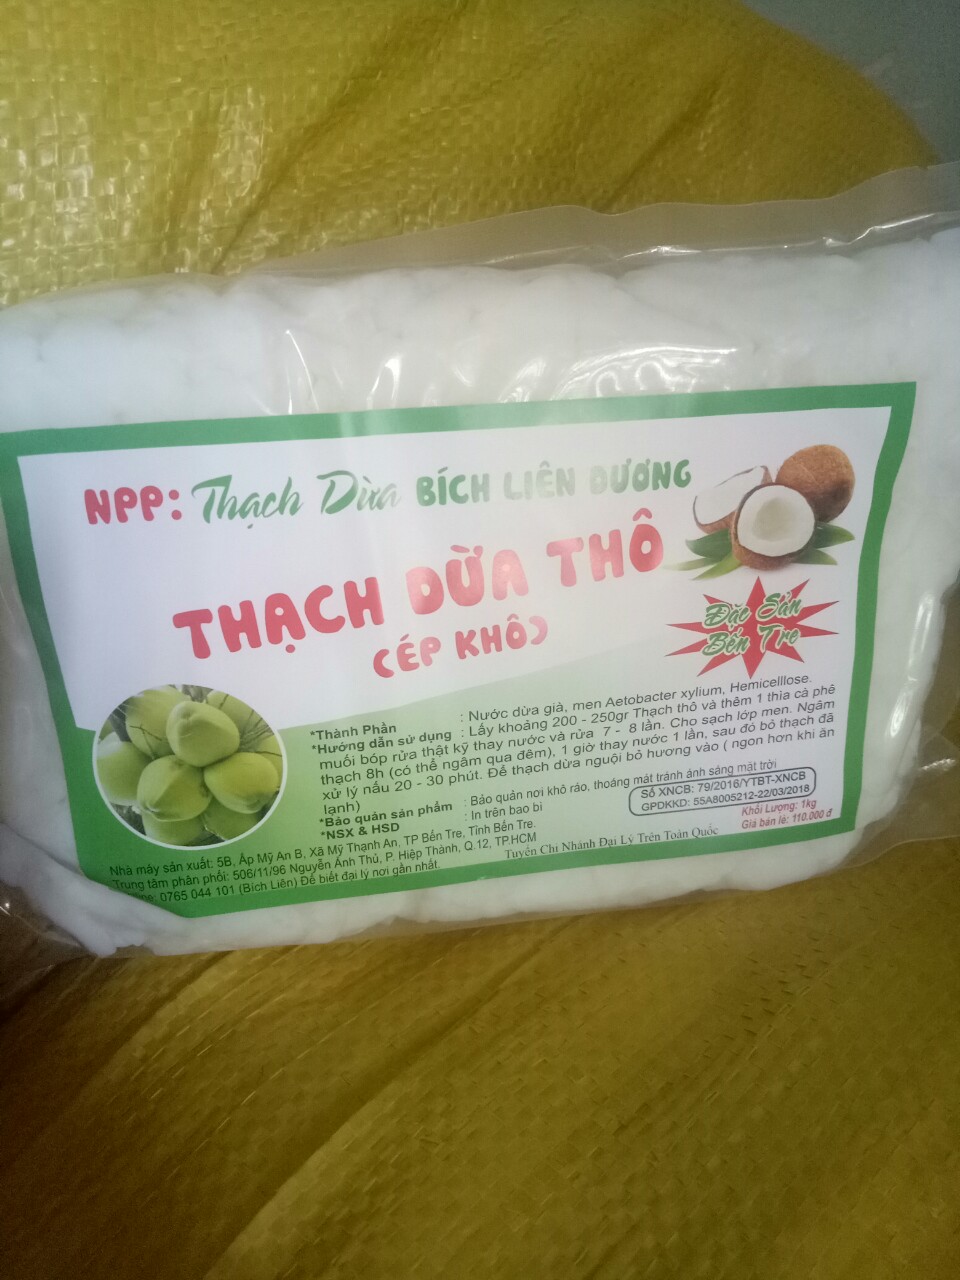 NPP: Thạch Dừa BÍCH LIÊN DƯƠNG
THẠCH DỪA THÔ
(ÉP KHÔ)
Đặc Sản
Bến Tre
*Thành Phần : Nước dừa già, men Aetobacter xylium, Hemicelllose.
*Hướng dẫn sử dụng : Lấy khoảng 200 - 250gr Thạch thô và thêm 1 thìa cà phê
muối bóp rửa thật kỹ thay nước và rửa 7 - 8 lần. Cho sạch lớp men. Ngâm
thạch 8h (có thể ngâm qua đêm), 1 giờ thay nước 1 lần, sau đó bỏ thạch đã
xử lý nấu 20 - 30 phút. Để thạch dừa nguội bỏ hương vào ( ngon hơn khi ăn
lạnh)
*Bảo quản sản phẩm : Bảo quản nơi khô ráo, thoáng mát tránh ánh sáng mặt trời
*NSX & HSD : In trên bao bì
Số XNCB: 79/2016/YTBT-XNCB
GPDKKD: 55A8005212-22/03/2018
Khối Lượng: 1kg
Giá bán lẻ: 110.000 đ
Nhà máy sản xuất: 5B, Ấp Mỹ An B, Xã Mỹ Thạnh An, TP Bến Tre, Tỉnh Bến Tre.
Trung tâm phân phối: 506/11/96 Nguyễn Ảnh Thủ, P. Hiệp Thành, Q.12, TP.HCM
0765 044 101 (Bích Liên) Để biết đại lý nơi gần nhất.
Tuyển Chi Nhánh Đại Lý Trên Toàn Quốc